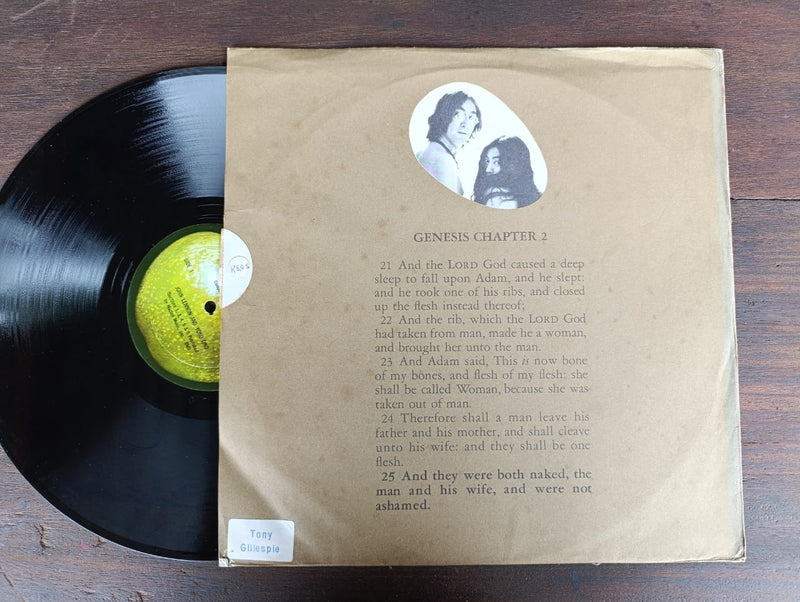 GENESIS CHAPTER 2
21 And the LORD God caused a deep
sleep to fall upon Adam, and he slept:
and he took one of his ribs, and closed
up the flesh instead thereof;
22 And the rib, which the LORD God
had taken from man, made he a woman,
and brought her unto the man.
23 And Adam said, This is now bone
of my bones, and flesh of my flesh: she
shall be called Woman, because she was
taken out of man.
24 Therefore shall a man leave his
father and his mother, and shall cleave
unto his wife: and they shall be one
flesh.
25 And they were both naked, the
man and his wife, and were not
ashamed.
Tony
Gillespie